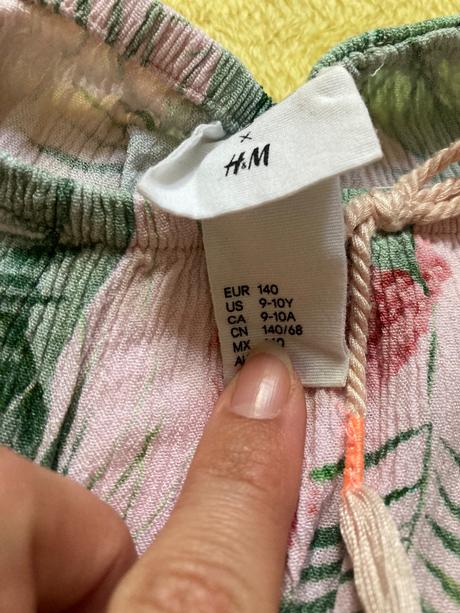 ×
H&M
EUR 140
US 9-10Y
CA 9-10A
CN 140/68
MX